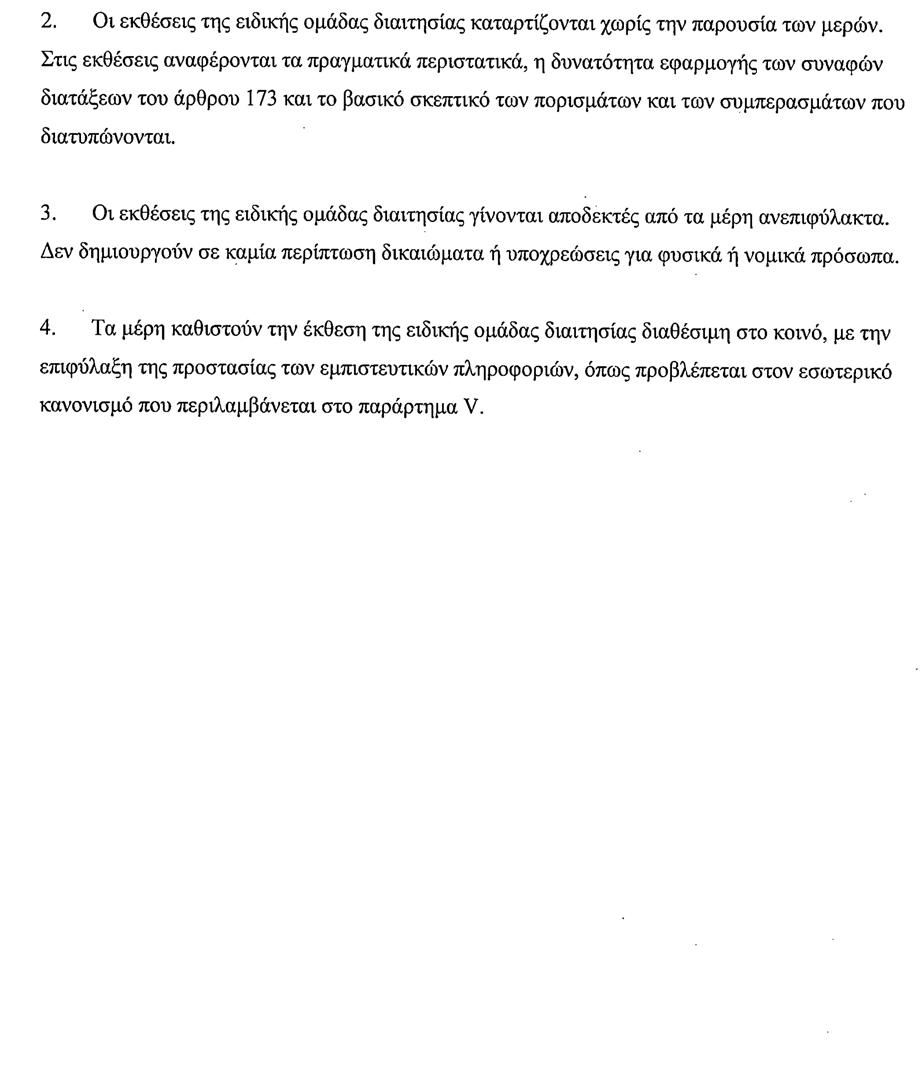 2. Οι εκθέσεις της ειδικής ομάδας διαιτησίας καταρτίζονται χωρίς την παρουσία των μερών.
Στις εκθέσεις αναφέρονται τα πραγματικά περιστατικά, η δυνατότητα εφαρμογής των συναφών
διατάξεων του άρθρου 173 και το βασικό σκεπτικό των πορισμάτων και των συμπερασμάτων που
διατυπώνονται.
3. Οι εκθέσεις της ειδικής ομάδας διαιτησίας γίνονται αποδεκτές από τα μέρη ανεπιφύλακτα.
Δεν δημιουργούν σε καμία περίπτωση δικαιώματα ή υποχρεώσεις για φυσικά ή νομικά πρόσωπα.
4. Τα μέρη καθιστούν την έκθεση της ειδικής ομάδας διαιτησίας διαθέσιμη στο κοινό, με την
επιφύλαξη της προστασίας των εμπιστευτικών πληροφοριών, όπως προβλέπεται στον εσωτερικό
κανονισμό που περιλαμβάνεται στο παράρτημα V.